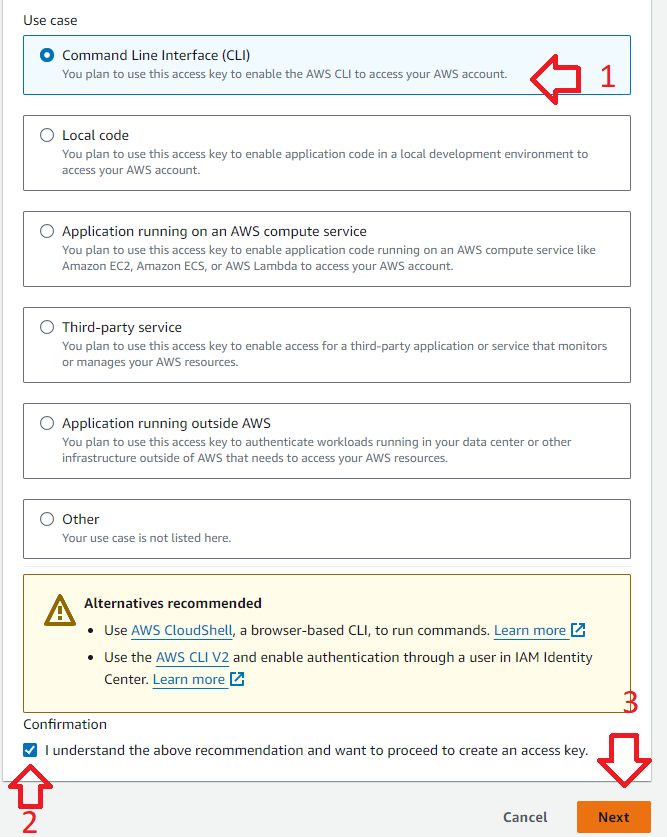 Use case
Command Line Interface (CLI)
You plan to use this access key to enable the AWS CLI to access your AWS account.
1
Local code
You plan to use this access key to enable application code in a local development environment to
access your AWS account.
Application running on an AWS compute service
You plan to use this access key to enable application code running on an AWS compute service like
Amazon EC2, Amazon ECS, or AWS Lambda to access your AWS account.
Third-party service
You plan to use this access key to enable access for a third-party application or service that monitors
or manages your AWS resources.
Application running outside AWS
You plan to use this access key to authenticate workloads running in your data center or other
infrastructure outside of AWS that needs to access your AWS resources.
Other
Your use case is not listed here.
Alternatives recommended
• Use AWS CloudShell, a browser-based CLI, to run commands. Learn more
• Use the AWS CLI V2 and enable authentication through a user in IAM Identity
Center. Learn more
3
Confirmation
I understand the above recommendation and want to proceed to create an access key.
2
Cancel
Next